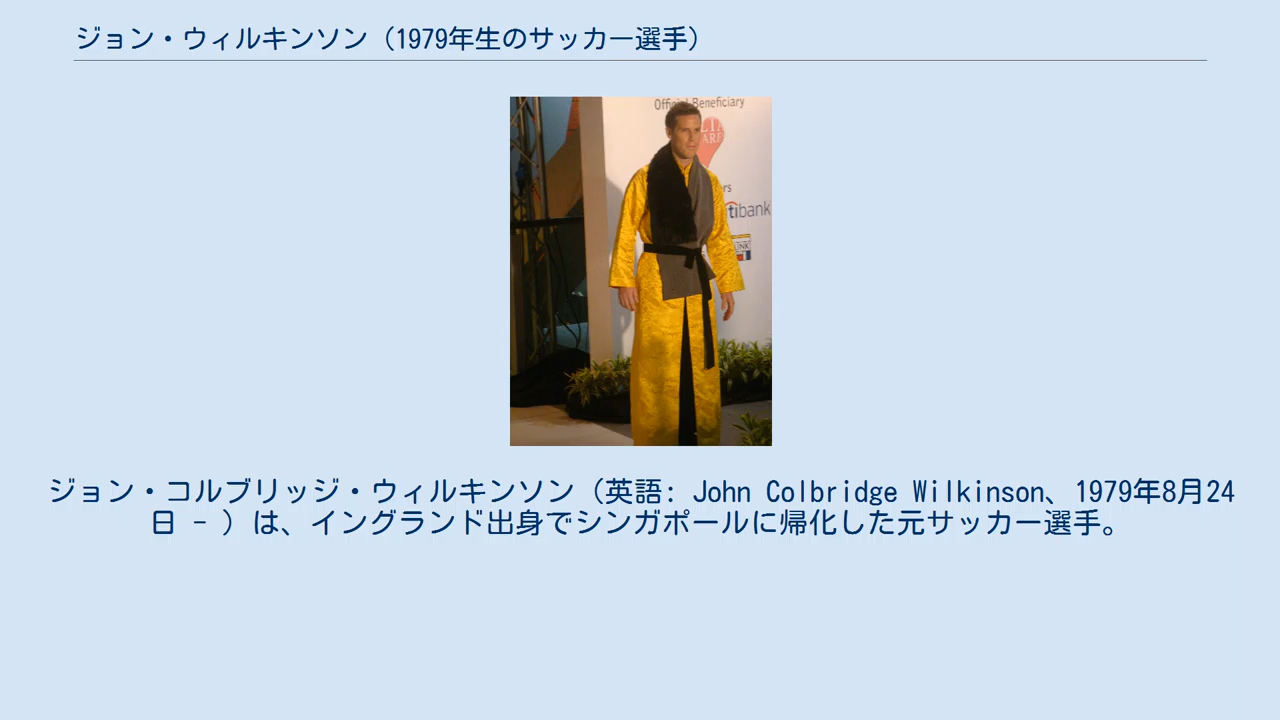 ジョン・ウィルキンソン（1979年生のサッカー選手）
Official Beneficiary
rs
tibank
ジョン・コルブリッジ・ウィルキンソン（英語: John Colbridge Wilkinson、1979年8月24
日 - ）は、イングランド出身でシンガポールに帰化した元サッカー選手。